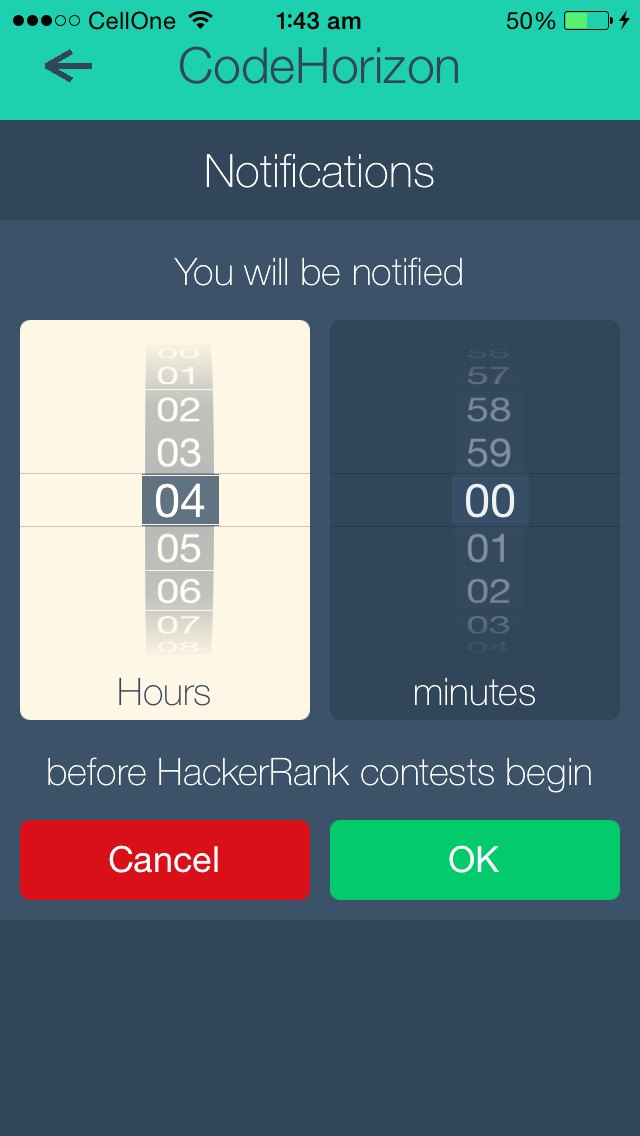 CellOne 1:43 am 50%
CodeHorizon
Notifications
You will be notified
00 56
01 57
02 58
03 59
04 00
05 01
06 02
07 03
08 04
Hours minutes
before HackerRank contests begin
Cancel OK